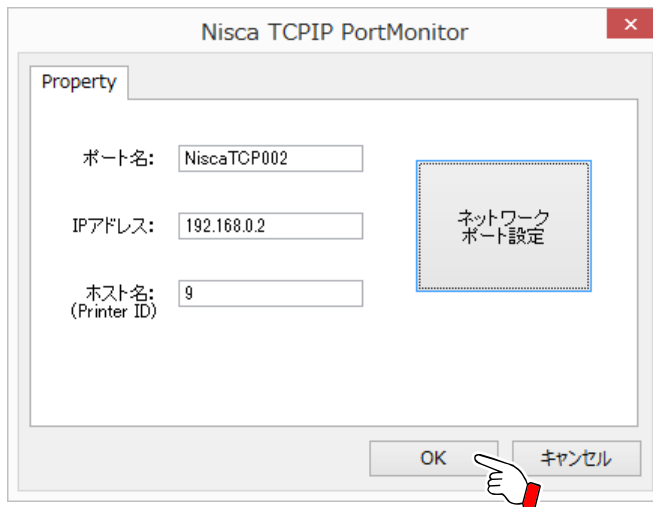 Nisca TCPIP PortMonitor
Property
ポート名: NiscaTCP002
IPアドレス: 192.168.0.2
ホスト名: 9
(Printer ID)
ネットワーク
ポート設定
OK キャンセル